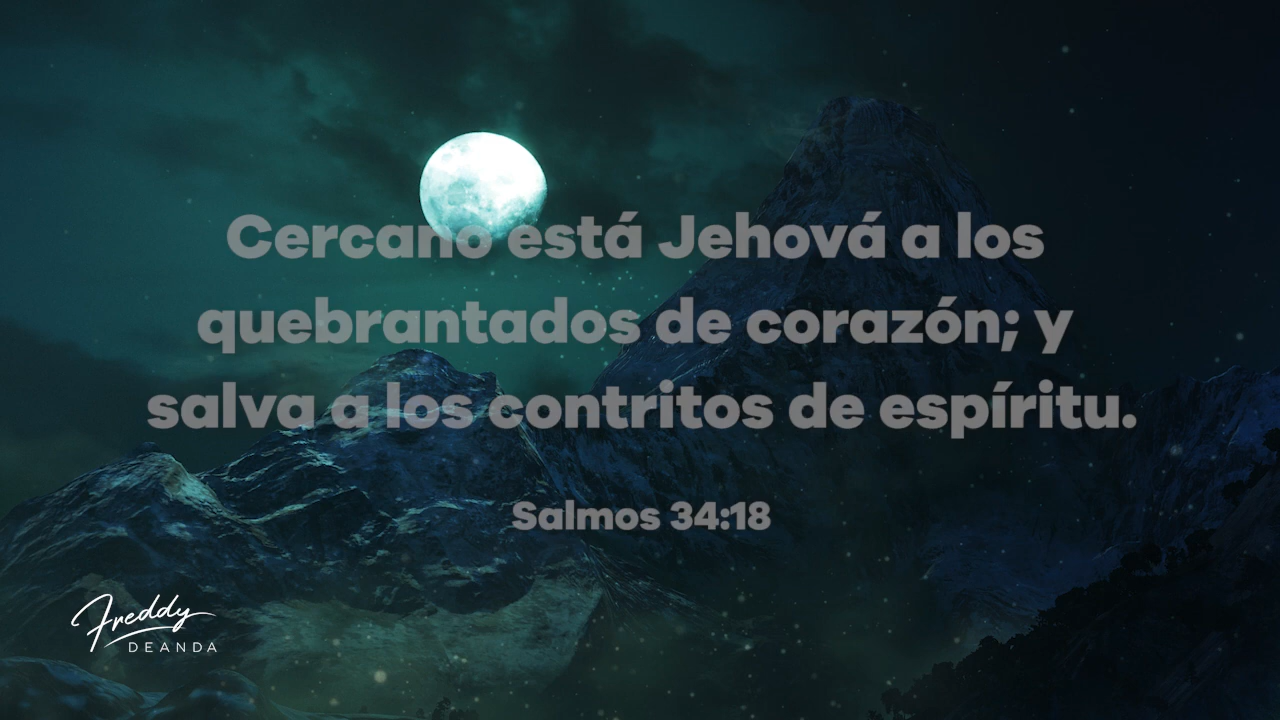 Cercano está Jehová a los
quebrantados de corazón; y
salva a los contritos de espíritu.
Salmos 34:18
Freddy
DEANDA